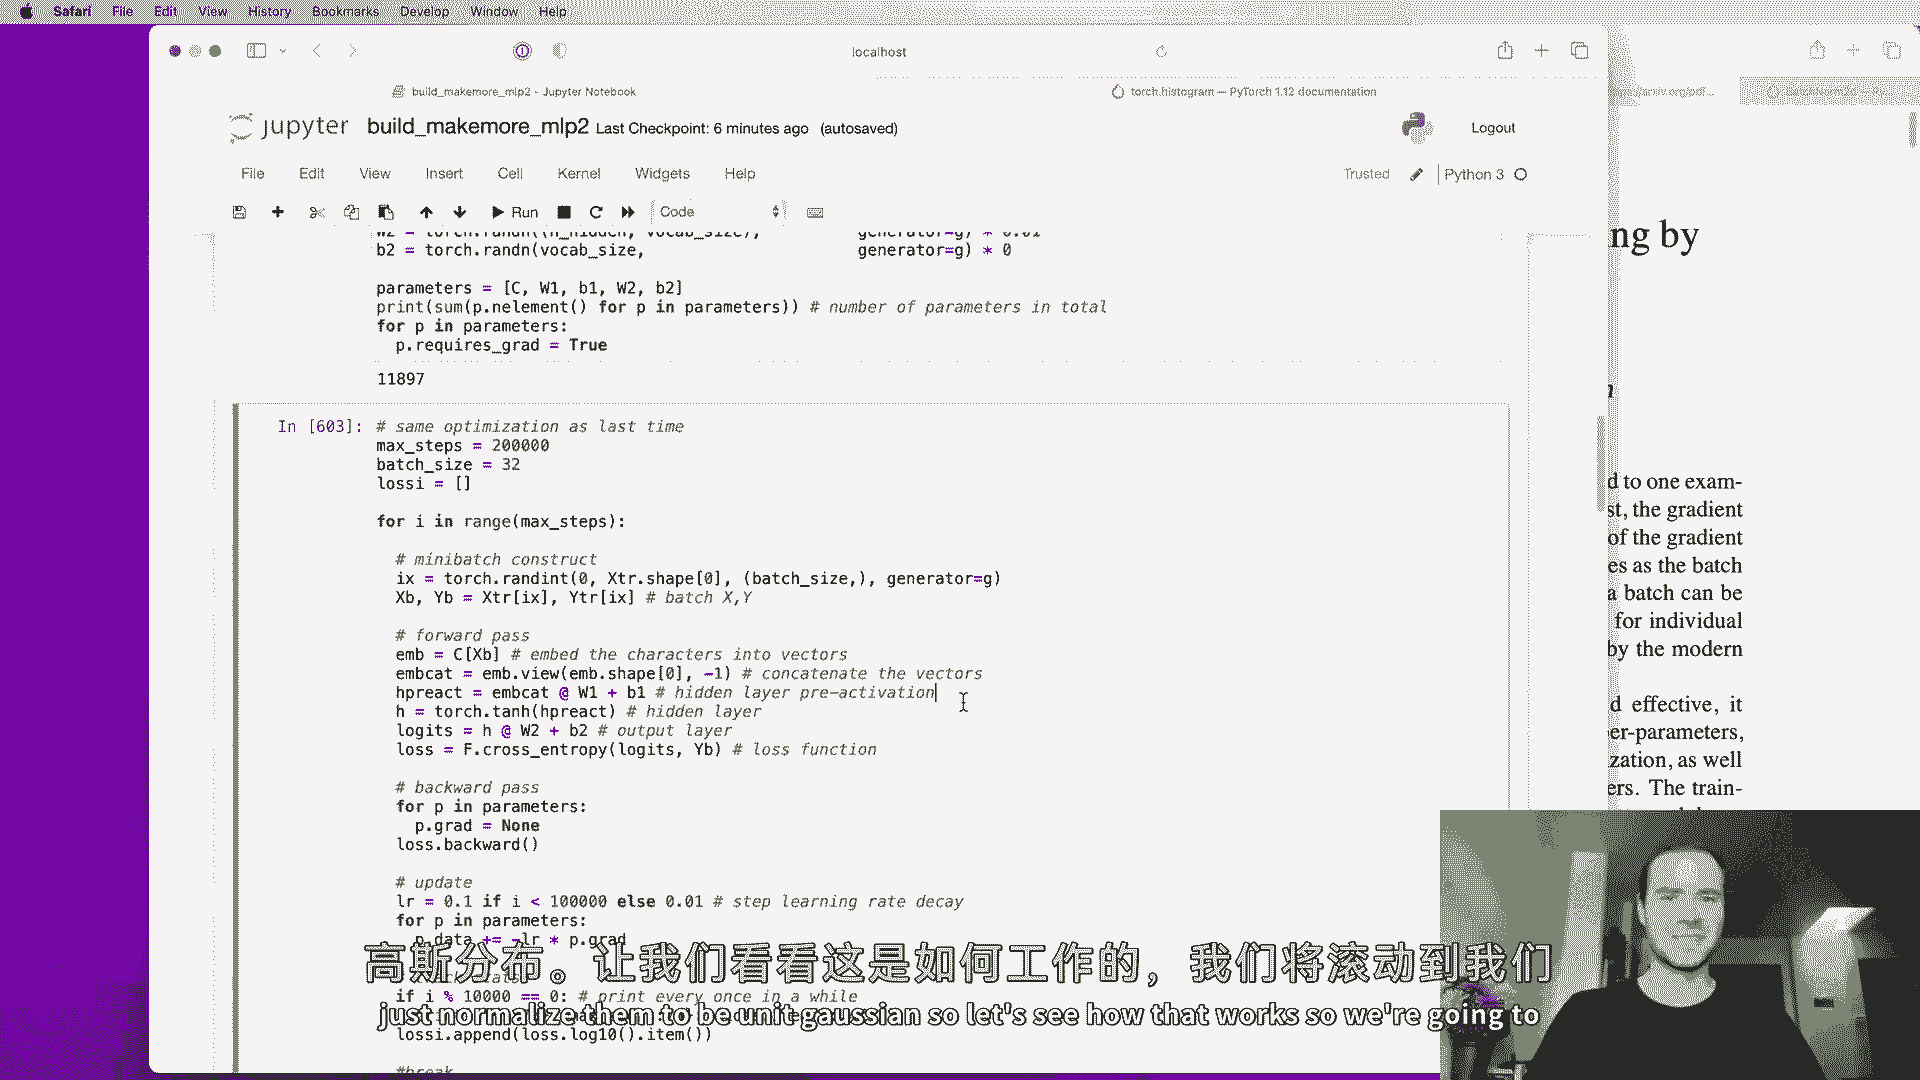 Safari File Edit View History Bookmarks Develop Window Help
localhost
build_makemore_mlp2 - Jupyter Notebook
torch.histogram — PyTorch 1.12 documentation
jupyter build_makemore_mlp2 Last Checkpoint: 6 minutes ago (autosaved)
Logout
File Edit View Insert Cell Kernel Widgets Help
Trusted Python 3
Run Code
W2 = torch.randn((n_hidden, vocab_size), generator=g) * 0.01
b2 = torch.randn(vocab_size, generator=g) * 0
parameters = [C, W1, b1, W2, b2]
print(sum(p.nelement() for p in parameters)) # number of parameters in total
for p in parameters:
p.requires_grad = True
11897
In [603]: # same optimization as last time
max_steps = 200000
batch_size = 32
lossi = []
for i in range(max_steps):
# minibatch construct
ix = torch.randint(0, Xtr.shape[0], (batch_size,), generator=g)
Xb, Yb = Xtr[ix], Ytr[ix] # batch X,Y
# forward pass
emb = C[Xb] # embed the characters into vectors
embcat = emb.view(emb.shape[0], -1) # concatenate the vectors
hpreact = embcat @ W1 + b1 # hidden layer pre-activation
h = torch.tanh(hpreact) # hidden layer
logits = h @ W2 + b2 # output layer
loss = F.cross_entropy(logits, Yb) # loss function
# backward pass
for p in parameters:
p.grad = None
loss.backward()
# update
lr = 0.1 if i < 100000 else 0.01 # step learning rate decay
for p in parameters:
p.data += -lr * p.grad
if i % 10000 == 0: # print every once in a while
lossi.append(loss.log10().item())
#break
ng by
d to one exam-
st, the gradient
of the gradient
es as the batch
a batch can be
for individual
by the modern
d effective, it
er-parameters,
zation, as well
ers. The train-
高斯分布。让我们看看这是如何工作的，我们将滚动到我们
just normalize them to be unit gaussian so let's see how that works so we're going to